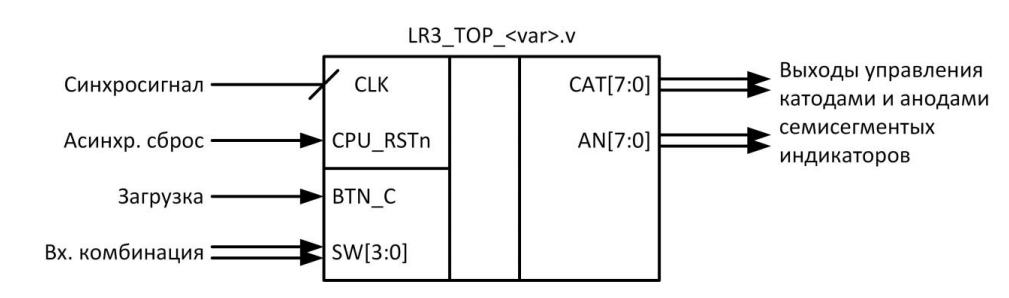 LR3_TOP_<var>.v
Синхросигнал
CLK
CAT[7:0]
Выходы управления
катодами и анодами
семисегментых
индикаторов
Асинхр. сброс
CPU_RSTn
AN[7:0]
Загрузка
BTN_C
Вх. комбинация
SW[3:0]